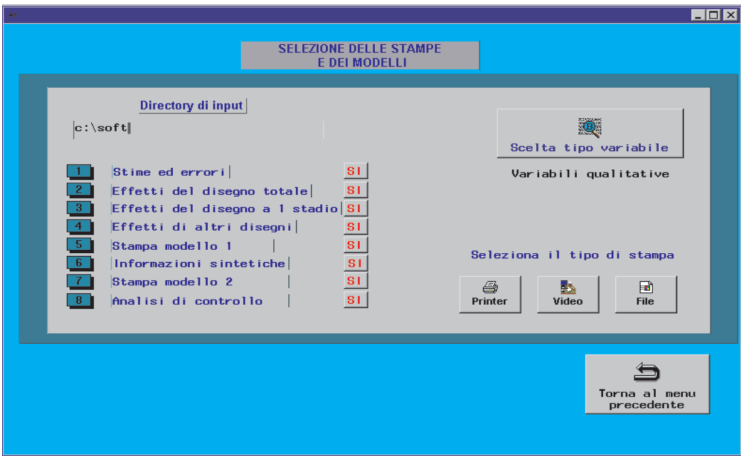 SELEZIONE DELLE STAMPE
E DEI MODELLI
Directory di input
c:\soft
1 Stime ed errori SI
2 Effetti del disegno totale SI
3 Effetti del disegno a 1 stadio SI
4 Effetti di altri disegni SI
5 Stampa modello 1 SI
6 Informazioni sintetiche SI
7 Stampa modello 2 SI
8 Analisi di controllo SI
Scelta tipo variabile
Variabili qualitative
Seleziona il tipo di stampa
Printer Video File
Torna al menu
precedente